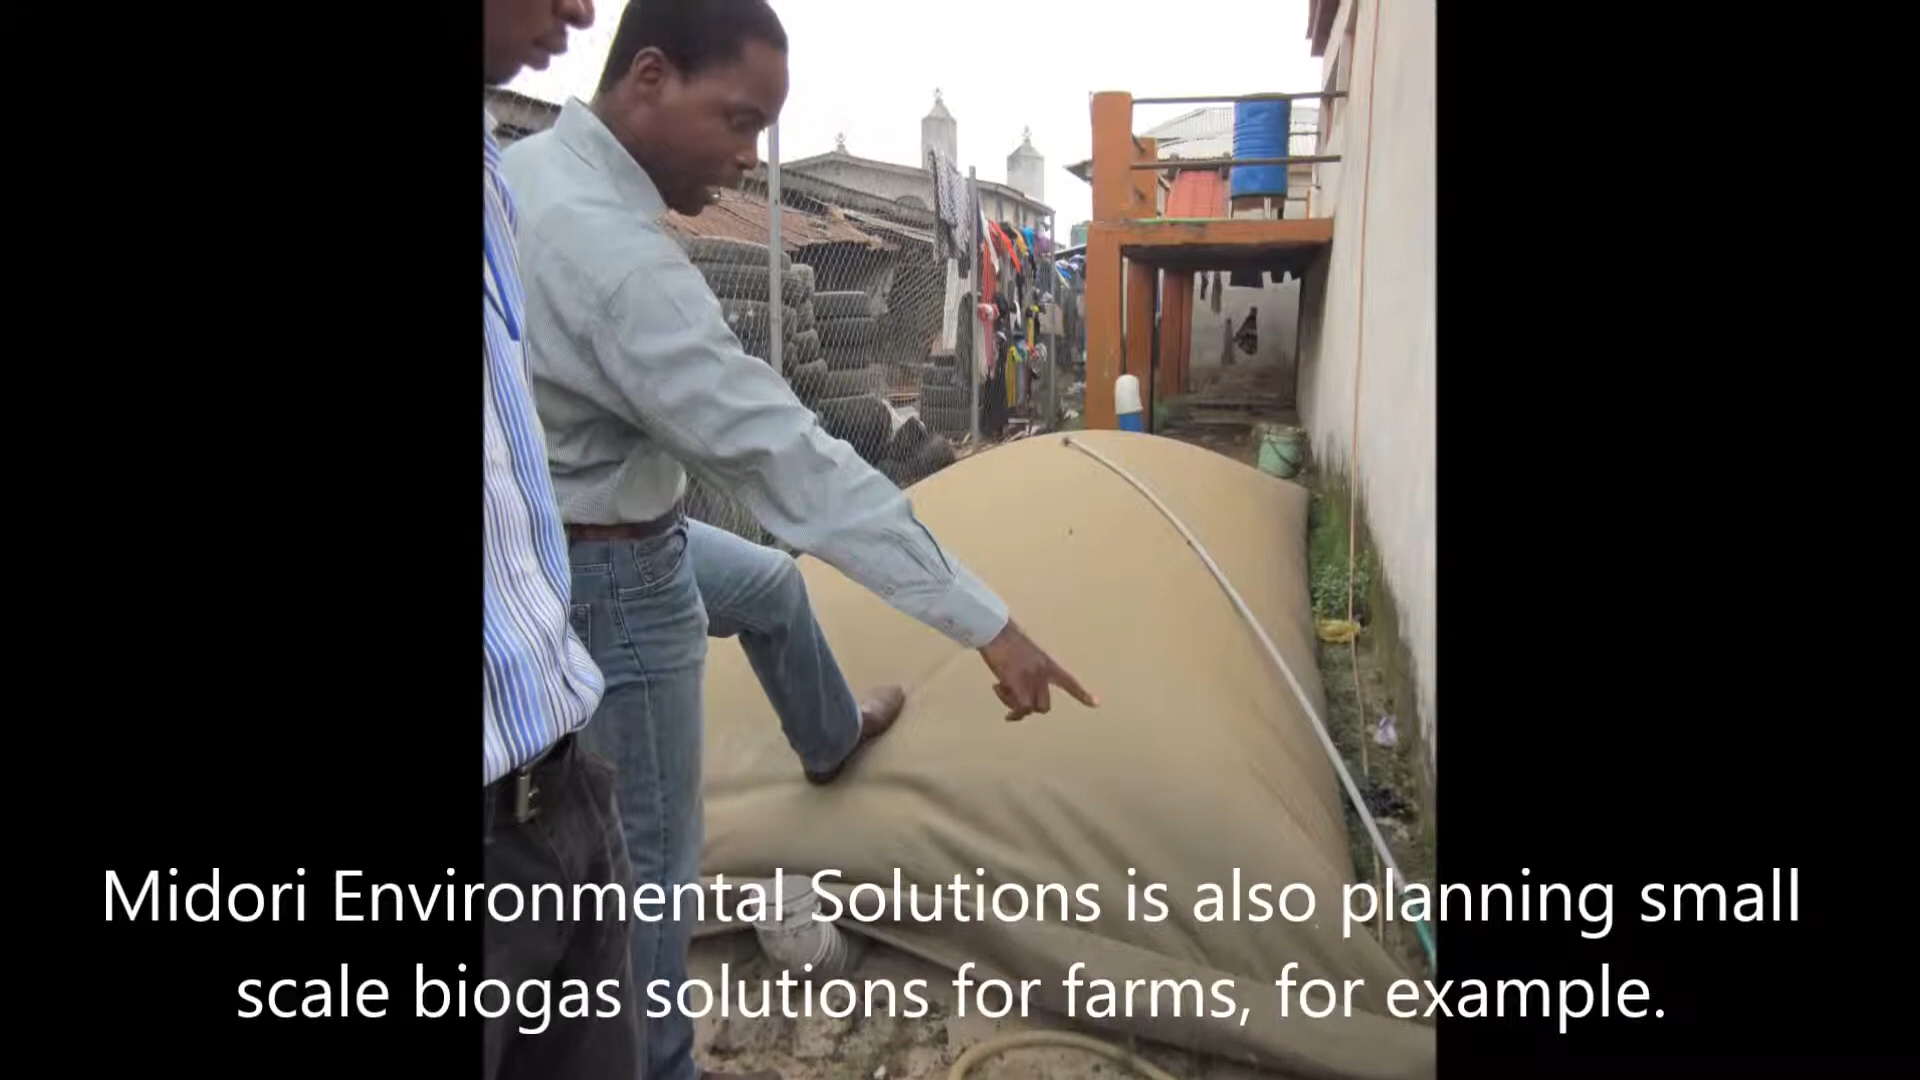 Midori Environmental Solutions is also planning small
scale biogas solutions for farms, for example.